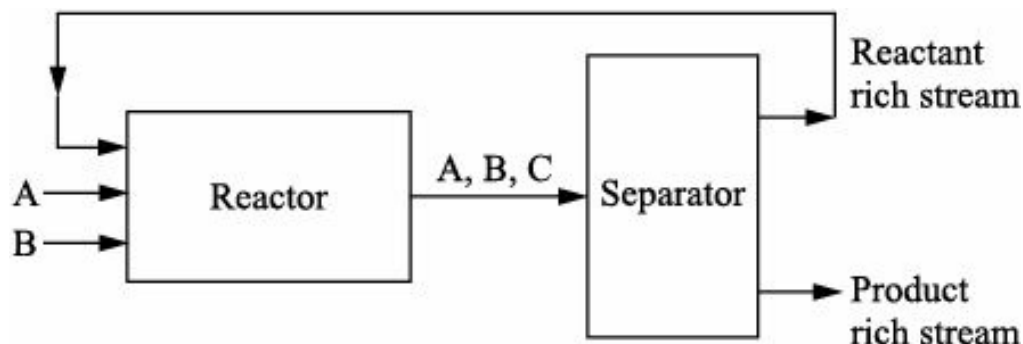 Reactant
rich stream
A, B, C
A
Reactor
Separator
B
Product
rich stream